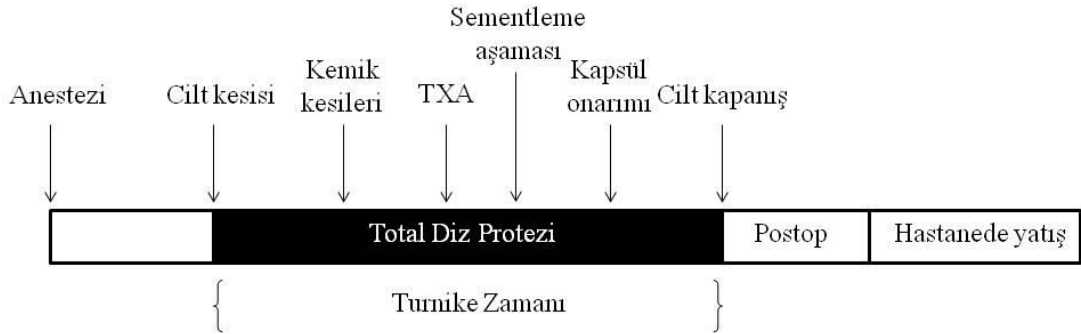 Sementleme
aşaması
Kemik
kesileri
Kapsül
onarımı
Anestezi
Cilt kesisi
TXA
Cilt kapanış
Total Diz Protezi
Postop
Hastanede yatış
Turnike Zamanı